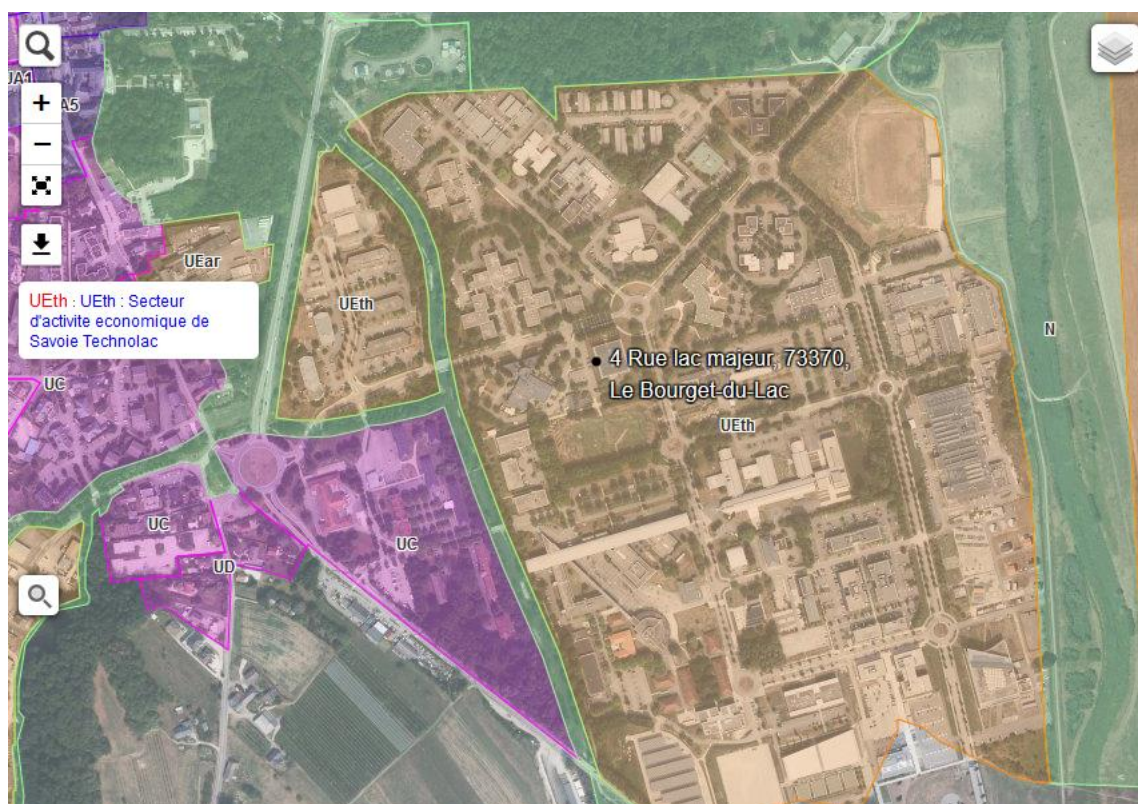 JA1
A5
+
−
UEar
UEth
UEth : UEth : Secteur
d'activite economique de
Savoie Technolac
N
4 Rue lac majeur, 73370,
Le Bourget-du-Lac
UC
UEth
UC
UC
UD